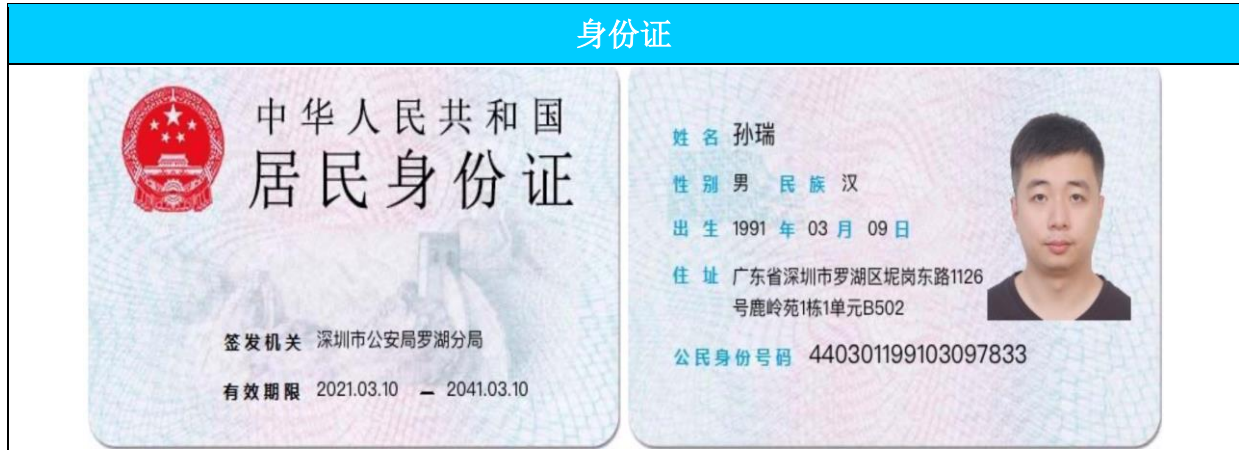 身份证
中华人民共和国
居民身份证
签发机关 深圳市公安局罗湖分局
有效期限 2021.03.10 – 2041.03.10
姓名 孙瑞
性别 男 民族 汉
出生 1991 年 03 月 09 日
住址 广东省深圳市罗湖区坭岗东路1126
号鹿岭苑1栋1单元B502
公民身份号码 440301199103097833